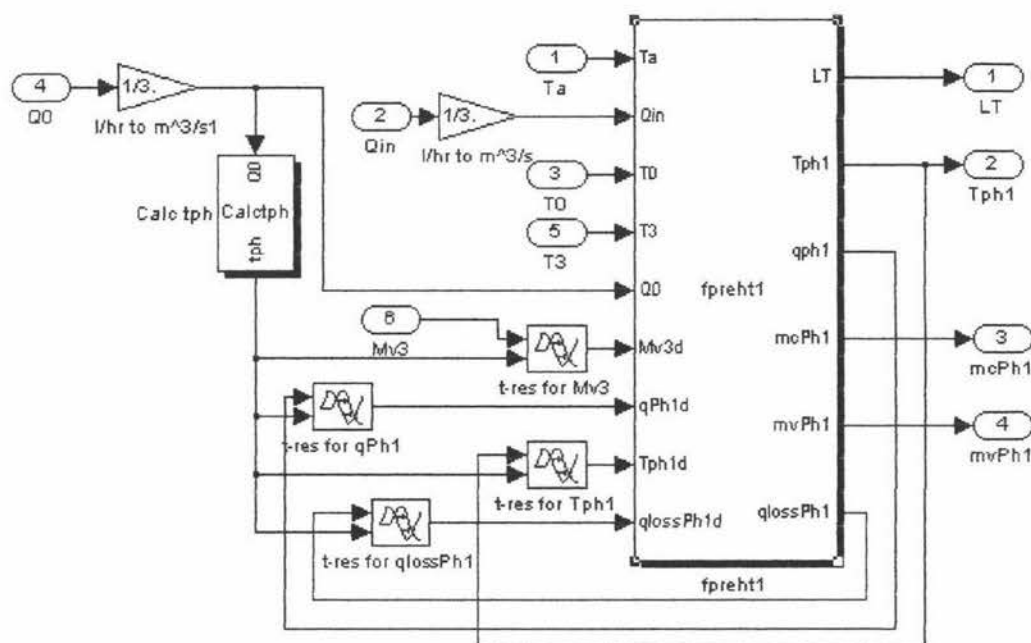 4
Q0
1/3.
l/hr to m^3/s1
Q0
Calctph
tph
Calc tph
1
Ta
2
Qin
1/3.
l/hr to m^3/s
3
T0
5
T3
6
Mv3
t-res for Mv3
t-res for qPh1
t-res for Tph1
t-res for qlossPh1
Ta
Qin
T0
T3
Q0
Mv3d
qPh1d
Tph1d
qlossPh1d
fpreht1
LT
Tph1
qph1
mcPh1
mvPh1
qlossPh1
fpreht1
1
LT
2
Tph1
3
mcPh1
4
mvPh1